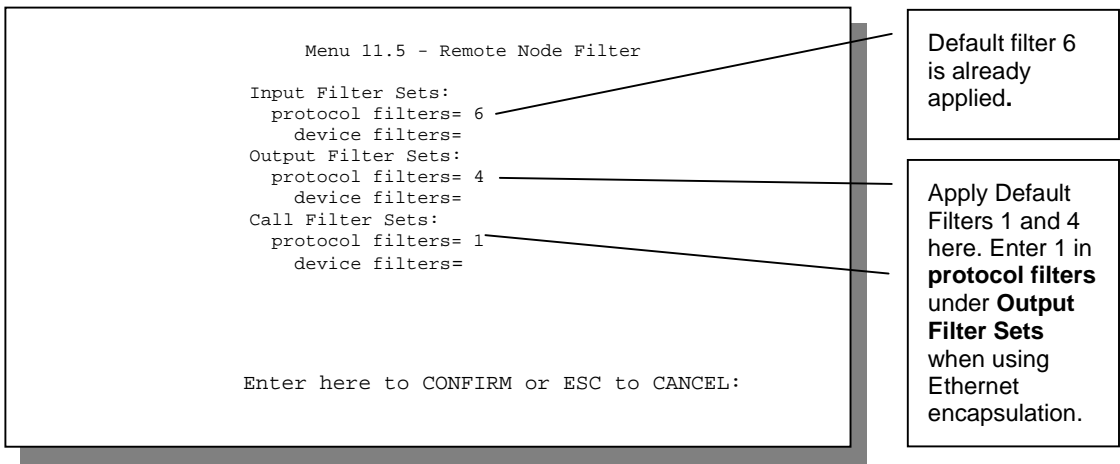 Menu 11.5 - Remote Node Filter
Input Filter Sets:
protocol filters= 6
device filters=
Output Filter Sets:
protocol filters= 4
device filters=
Call Filter Sets:
protocol filters= 1
device filters=
Enter here to CONFIRM or ESC to CANCEL:
Default filter 6
is already
applied.
Apply Default
Filters 1 and 4
here. Enter 1 in
protocol filters
under Output
Filter Sets
when using
Ethernet
encapsulation.